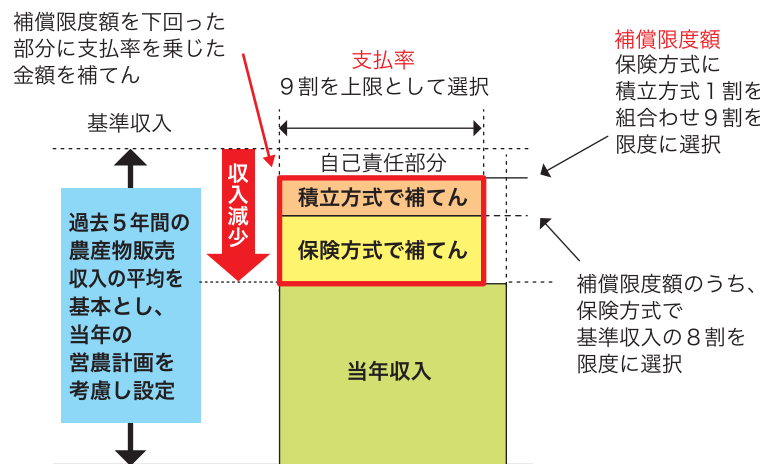 補償限度額を下回った
部分に支払率を乗じた
金額を補てん
支払率
９割を上限として選択
補償限度額
保険方式に
積立方式１割を
組合わせ９割を
限度に選択
基準収入
自己責任部分
収入減少
積立方式で補てん
保険方式で補てん
過去５年間の
農産物販売
収入の平均を
基本とし、
当年の
営農計画を
考慮し設定
補償限度額のうち、
保険方式で
基準収入の８割を
限度に選択
当年収入